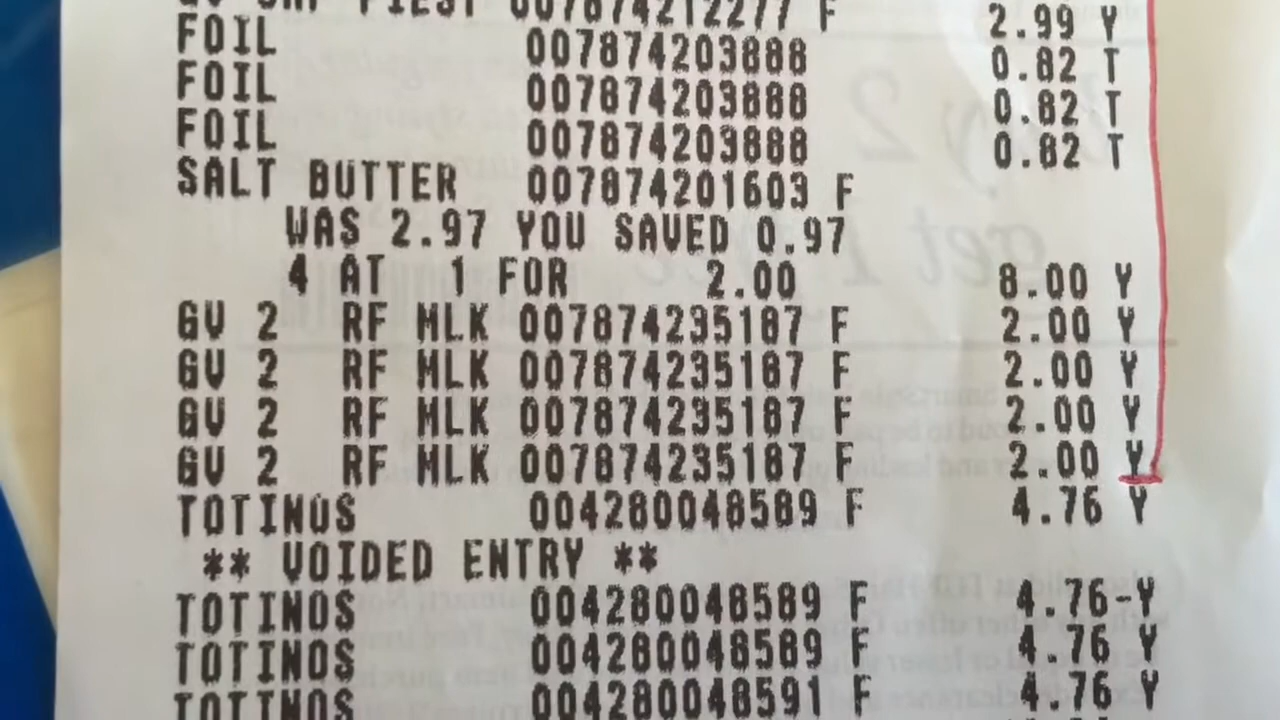 007874212277 F 2.99 Y
FOIL 007874203888 0.82 T
FOIL 007874203888 0.82 T
FOIL 007874203888 0.82 T
SALT BUTTER 007874201603 F
WAS 2.97 YOU SAVED 0.97
4 AT 1 FOR 2.00 8.00 Y
GV 2 RF MLK 007874235187 F 2.00 Y
GV 2 RF MLK 007874235187 F 2.00 Y
GV 2 RF MLK 007874235187 F 2.00 Y
GV 2 RF MLK 007874235187 F 2.00 Y
TOTINOS 004280048589 F 4.76 Y
** VOIDED ENTRY **
TOTINOS 004280048589 F 4.76-Y
TOTINOS 004280048589 F 4.76 Y
TOTINOS 004280048591 F 4.76 Y